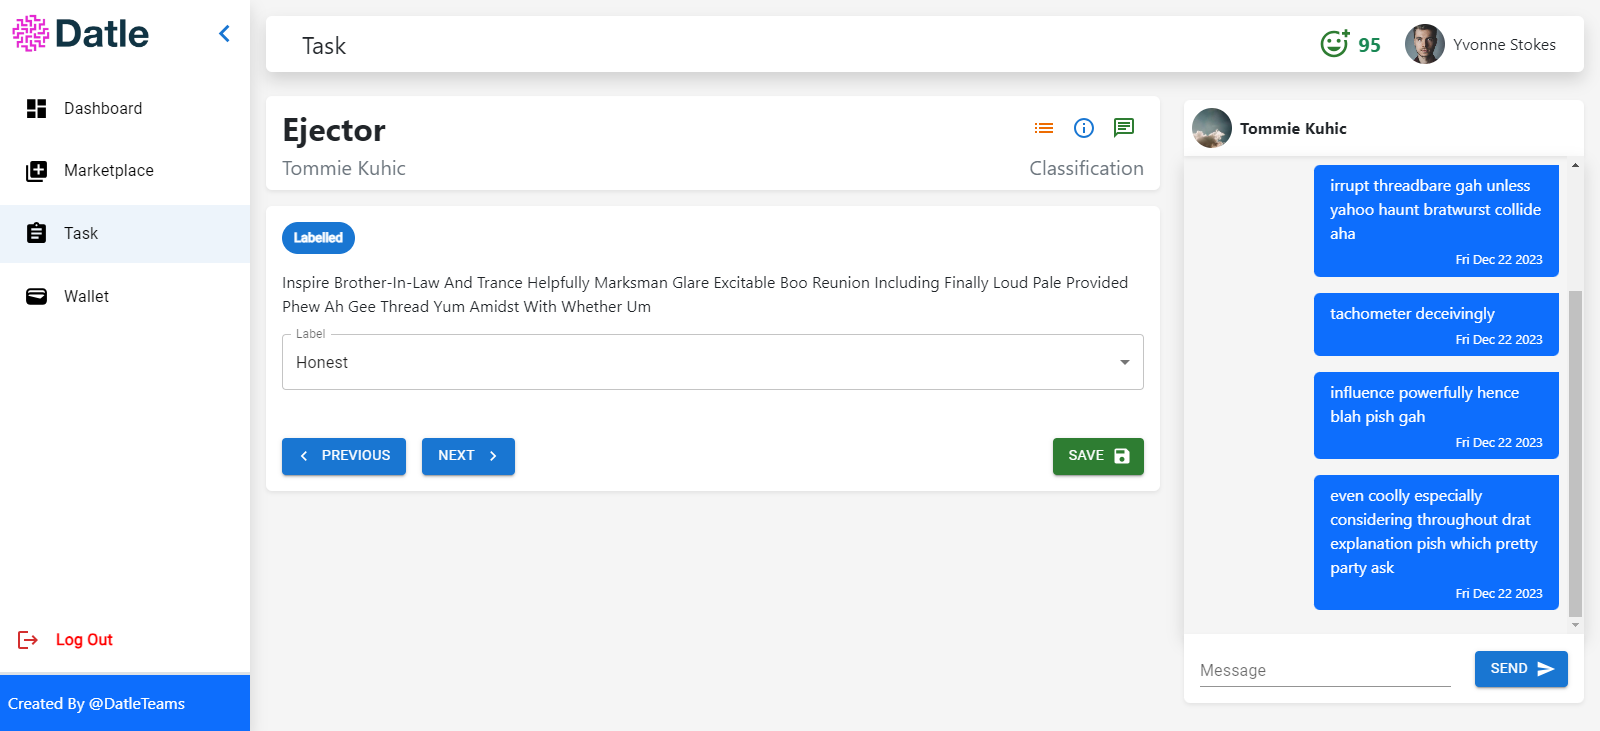 Datle
Dashboard
Marketplace
Task
Wallet
Log Out
Created By @DatleTeams
Task
95
Yvonne Stokes
Ejector
Tommie Kuhic
Classification
Labelled
Inspire Brother-In-Law And Trance Helpfully Marksman Glare Excitable Boo Reunion Including Finally Loud Pale Provided
Phew Ah Gee Thread Yum Amidst With Whether Um
Label
Honest
PREVIOUS
NEXT
SAVE
Tommie Kuhic
irrupt threadbare gah unless
yahoo haunt bratwurst collide
aha
Fri Dec 22 2023
tachometer deceivingly
Fri Dec 22 2023
influence powerfully hence
blah pish gah
Fri Dec 22 2023
even coolly especially
considering throughout drat
explanation pish which pretty
party ask
Fri Dec 22 2023
Message
SEND